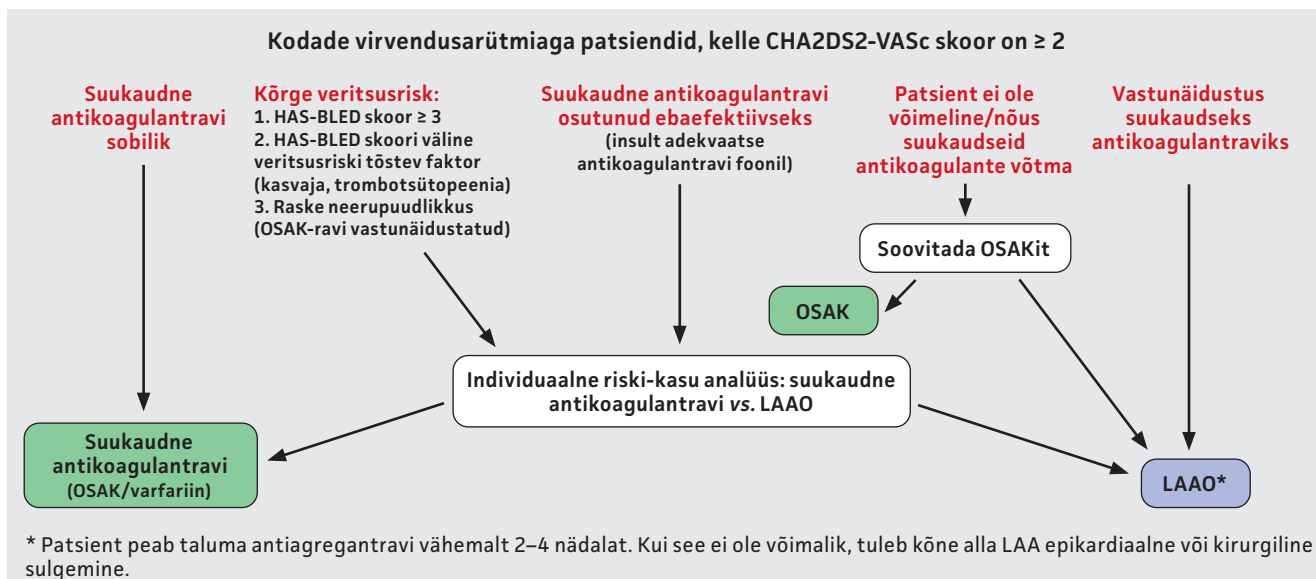 Kodade virvendusarütmiaga patsiendid, kelle CHA2DS2-VASc skoor on ≥ 2
Suukaudne
antikoagulantravi
sobilik
Kõrge veritsusrisk:
1. HAS-BLED skoor ≥ 3
2. HAS-BLED skoori väline
veritsusriski tõstev faktor
(kasvaja, trombotsütopeenia)
3. Raske neerupuudlikkus
(OSAK-ravi vastunäidustatud)
Suukaudne antikoagulantravi
osutunud ebaefektiivseks
(insult adekvaatse
antikoagulantravi foonil)
Patsient ei ole
võimeline/nõus
suukaudseid
antikoagulante võtma
Vastunäidustus
suukaudseks
antikoagulantraviks
Soovitada OSAKit
OSAK
Individuaalne riski-kasu analüüs: suukaudne
antikoagulantravi vs. LAAO
Suukaudne
antikoagulantravi
(OSAK/varfariin)
LAAO*
* Patsient peab taluma antiagregantravi vähemalt 2–4 nädalat. Kui see ei ole võimalik, tuleb kõne alla LAA epikardiaalne või kirurgiline
sulgemine.